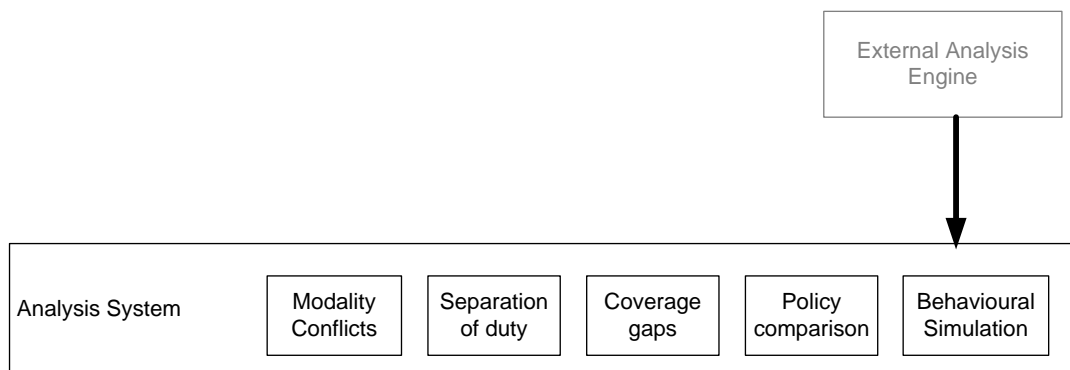 External Analysis
Engine
Analysis System
Modality
Conflicts
Separation
of duty
Coverage
gaps
Policy
comparison
Behavioural
Simulation